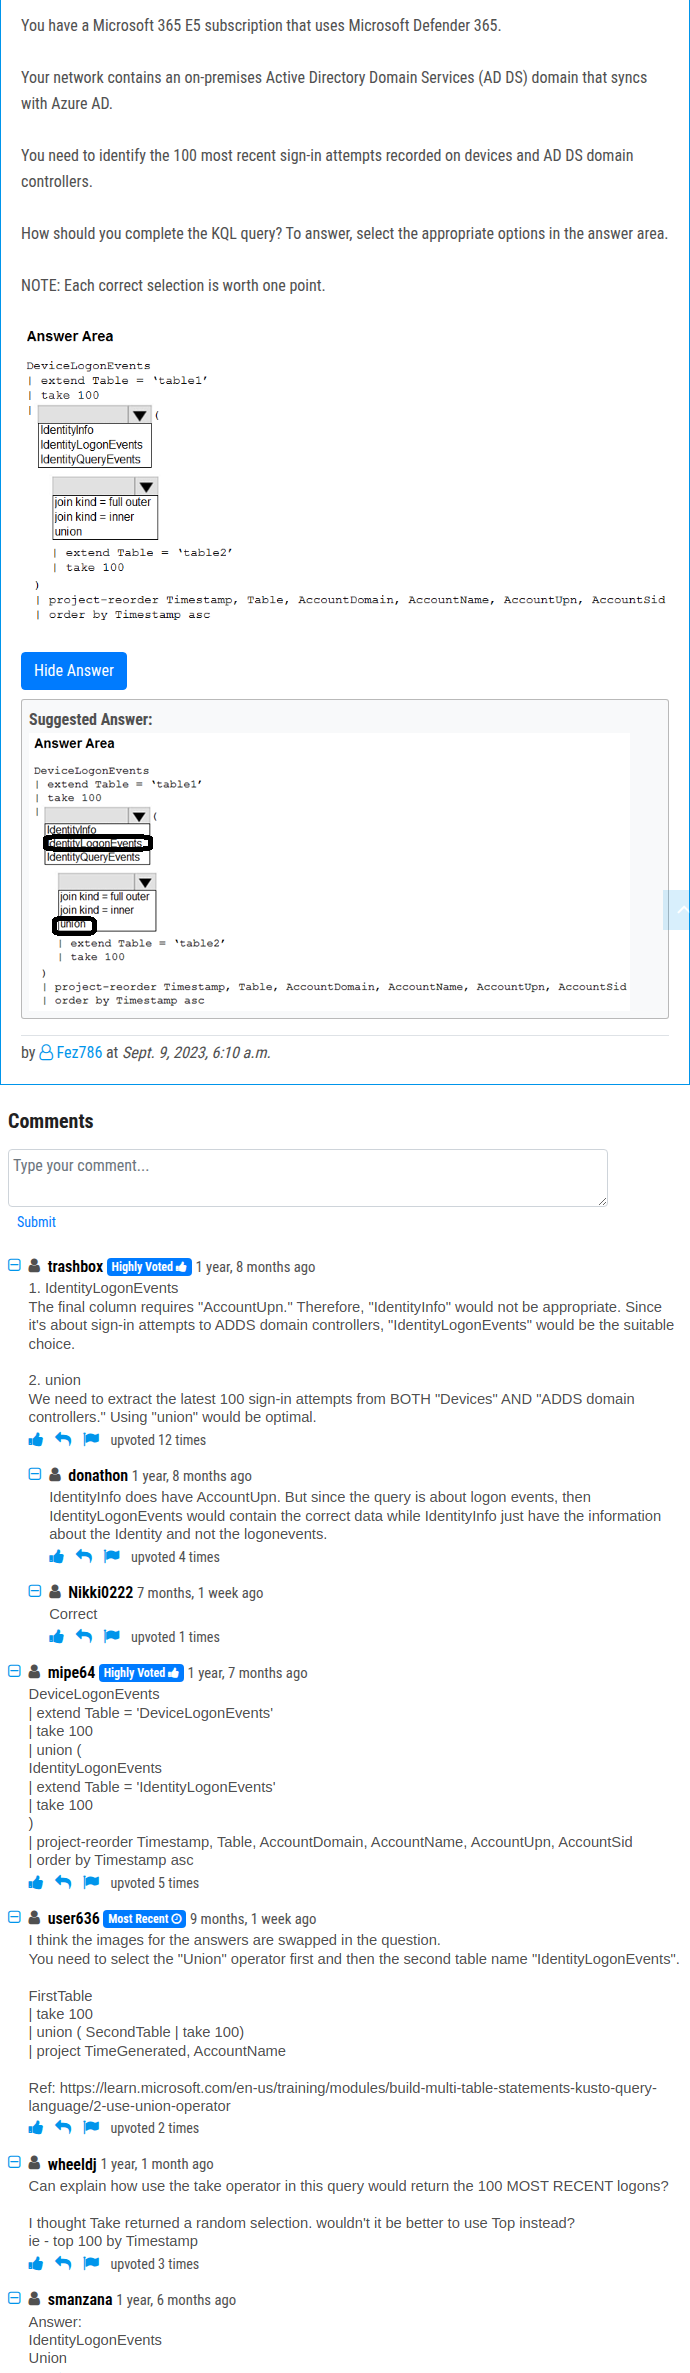 You have a Microsoft 365 E5 subscription that uses Microsoft Defender 365.
Your network contains an on-premises Active Directory Domain Services (AD DS) domain that syncs
with Azure AD.
You need to identify the 100 most recent sign-in attempts recorded on devices and AD DS domain
controllers.
How should you complete the KQL query? To answer, select the appropriate options in the answer area.
NOTE: Each correct selection is worth one point.
Answer Area
DeviceLogonEvents
| extend Table = ‘table1’
| take 100
| (
IdentityInfo
IdentityLogonEvents
IdentityQueryEvents
join kind = full outer
join kind = inner
union
| extend Table = ‘table2’
| take 100
)
| project-reorder Timestamp, Table, AccountDomain, AccountName, AccountUpn, AccountSid
| order by Timestamp asc
Hide Answer
Suggested Answer:
Answer Area
DeviceLogonEvents
| extend Table = ‘table1’
| take 100
| (
IdentityInfo
IdentityLogonEvents
IdentityQueryEvents
join kind = full outer
join kind = inner
union
| extend Table = ‘table2’
| take 100
)
| project-reorder Timestamp, Table, AccountDomain, AccountName, AccountUpn, AccountSid
| order by Timestamp asc
by Fez786 at Sept. 9, 2023, 6:10 a.m.
Comments
Type your comment...
Submit
trashbox Highly Voted 1 year, 8 months ago
1. IdentityLogonEvents
The final column requires "AccountUpn." Therefore, "IdentityInfo" would not be appropriate. Since
it's about sign-in attempts to ADDS domain controllers, "IdentityLogonEvents" would be the suitable
choice.
2. union
We need to extract the latest 100 sign-in attempts from BOTH "Devices" AND "ADDS domain
controllers." Using "union" would be optimal.
upvoted 12 times
donathon 1 year, 8 months ago
IdentityInfo does have AccountUpn. But since the query is about logon events, then
IdentityLogonEvents would contain the correct data while IdentityInfo just have the information
about the Identity and not the logonevents.
upvoted 4 times
Nikki0222 7 months, 1 week ago
Correct
upvoted 1 times
mipe64 Highly Voted 1 year, 7 months ago
DeviceLogonEvents
| extend Table = 'DeviceLogonEvents'
| take 100
| union (
IdentityLogonEvents
| extend Table = 'IdentityLogonEvents'
| take 100
)
| project-reorder Timestamp, Table, AccountDomain, AccountName, AccountUpn, AccountSid
| order by Timestamp asc
upvoted 5 times
user636 Most Recent 9 months, 1 week ago
I think the images for the answers are swapped in the question.
You need to select the "Union" operator first and then the second table name "IdentityLogonEvents".
FirstTable
| take 100
| union ( SecondTable | take 100)
| project TimeGenerated, AccountName
Ref: https://learn.microsoft.com/en-us/training/modules/build-multi-table-statements-kusto-query-
language/2-use-union-operator
upvoted 2 times
wheeldj 1 year, 1 month ago
Can explain how use the take operator in this query would return the 100 MOST RECENT logons?
I thought Take returned a random selection. wouldn't it be better to use Top instead?
ie - top 100 by Timestamp
upvoted 3 times
smanzana 1 year, 6 months ago
Answer:
IdentityLogonEvents
Union